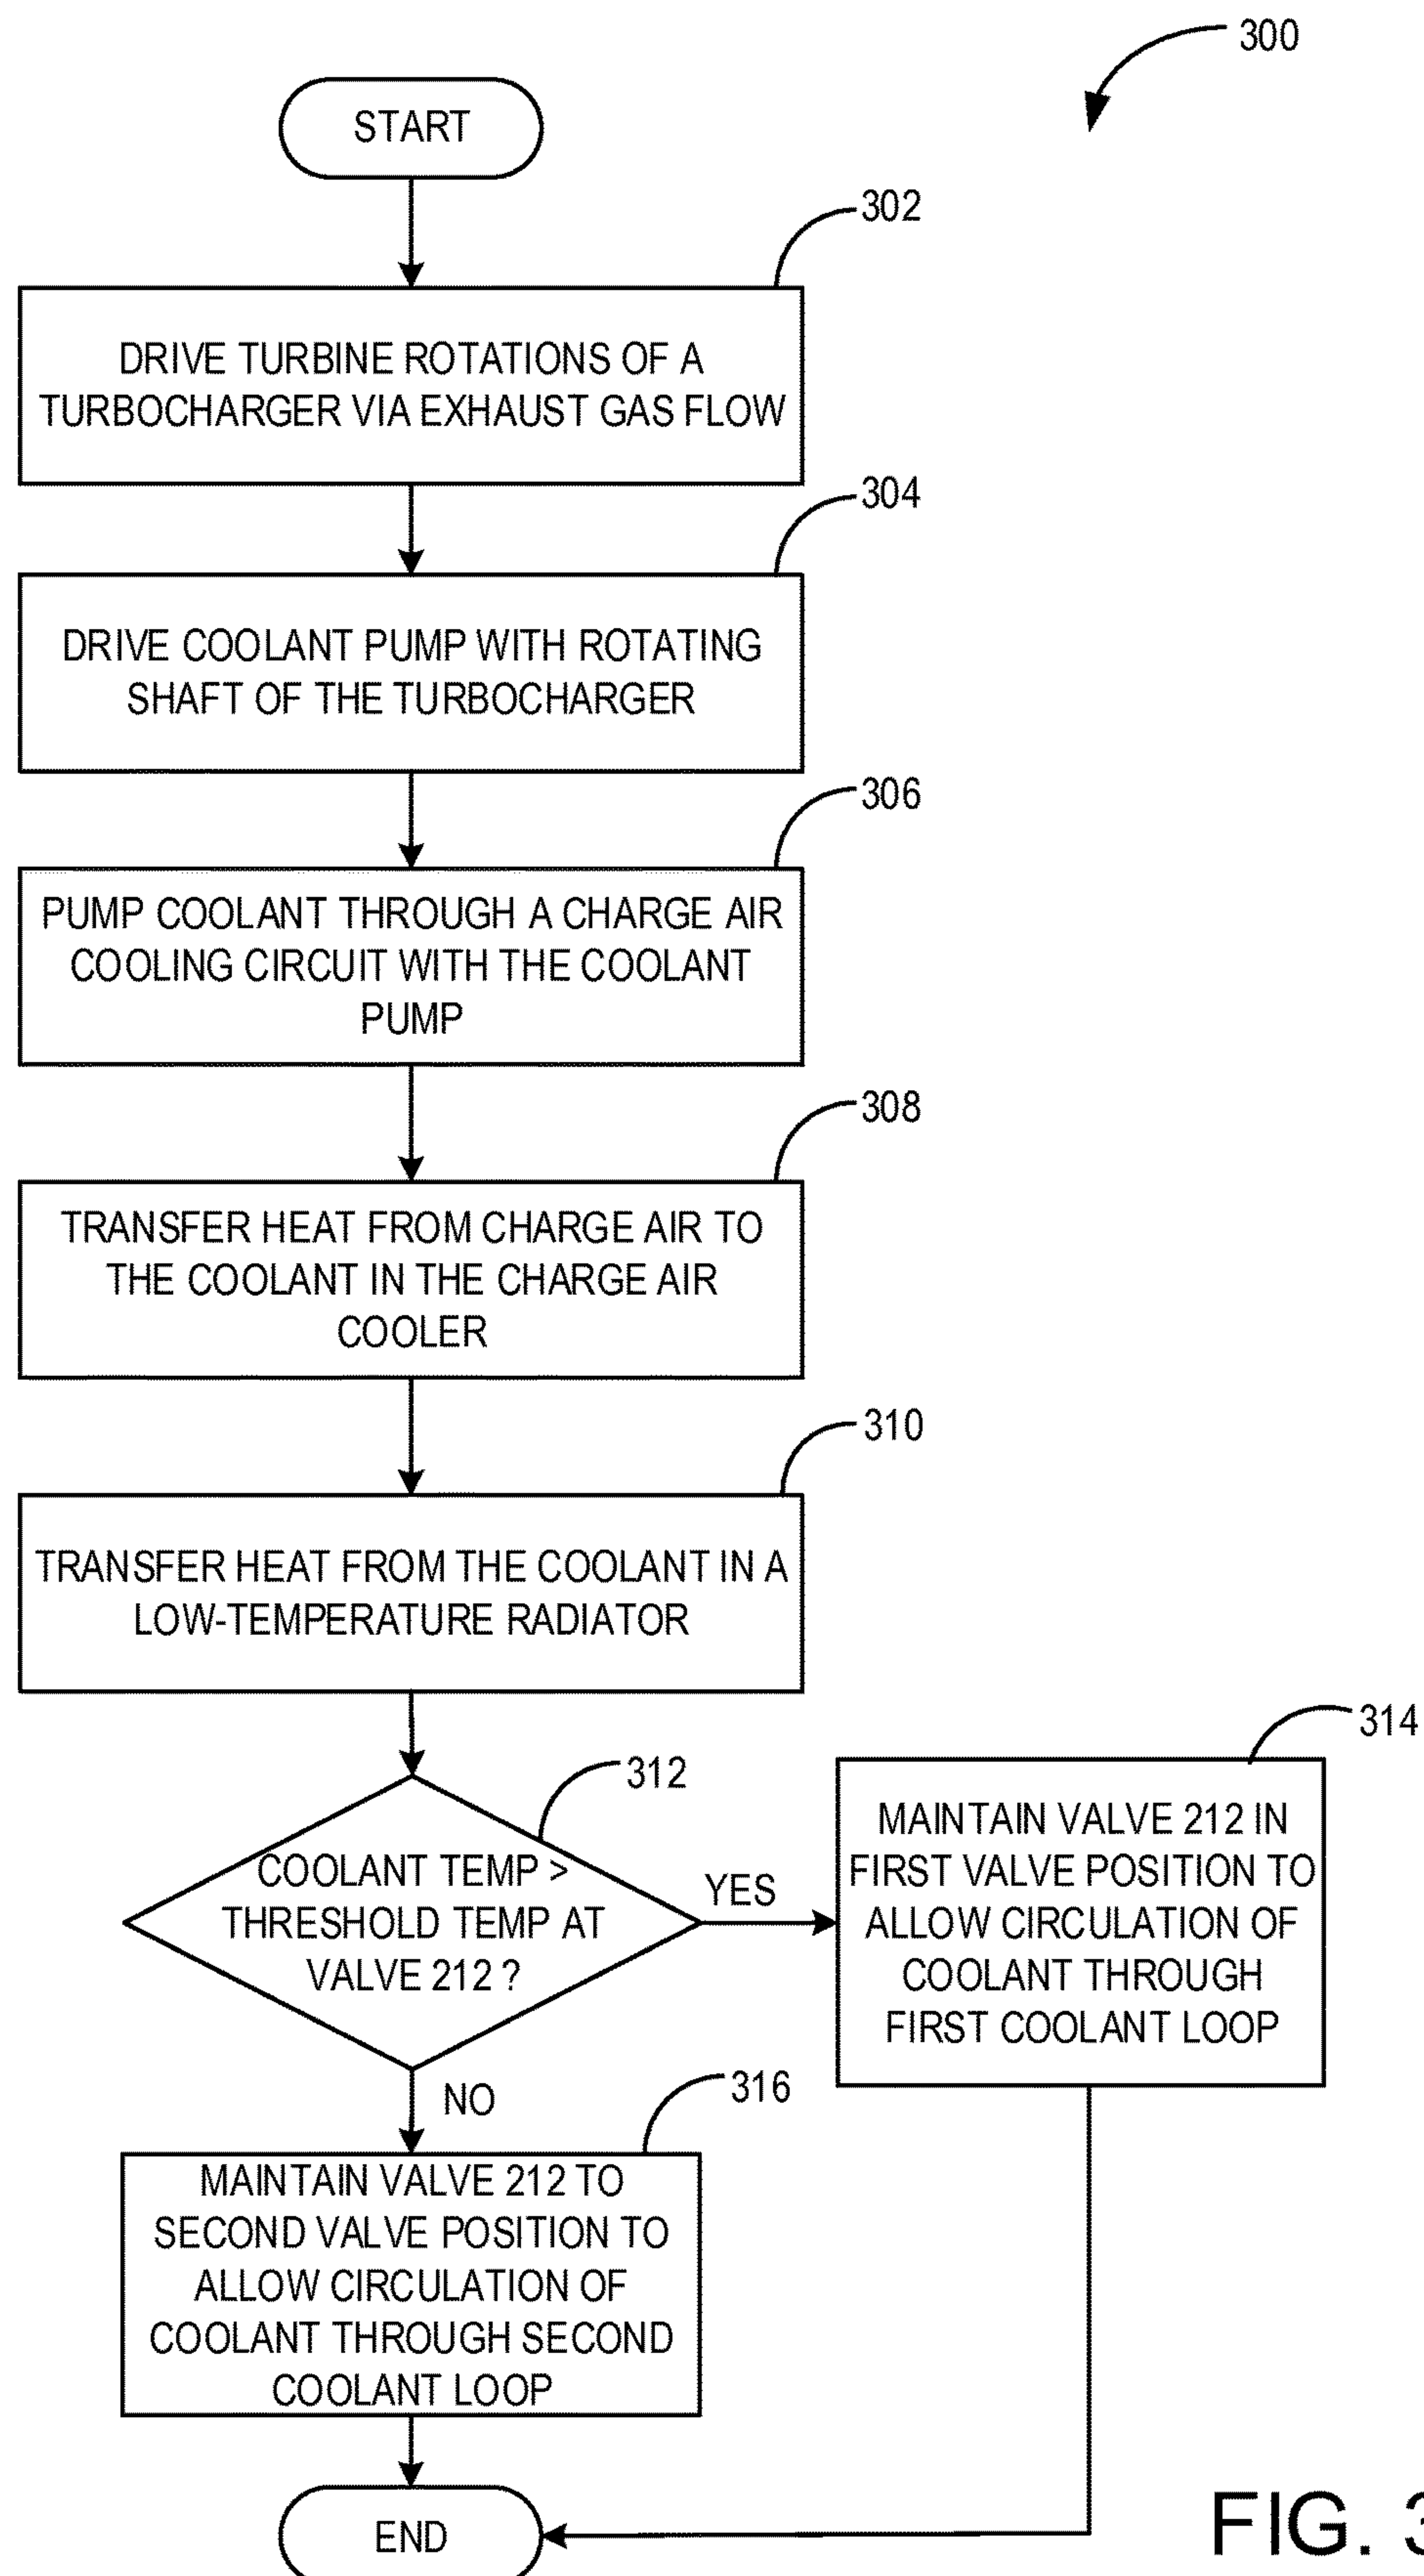 300
START
302
DRIVE TURBINE ROTATIONS OF A
TURBOCHARGER VIA EXHAUST GAS FLOW
304
DRIVE COOLANT PUMP WITH ROTATING
SHAFT OF THE TURBOCHARGER
306
PUMP COOLANT THROUGH A CHARGE AIR
COOLING CIRCUIT WITH THE COOLANT
PUMP
308
TRANSFER HEAT FROM CHARGE AIR TO
THE COOLANT IN THE CHARGE AIR
COOLER
310
TRANSFER HEAT FROM THE COOLANT IN A
LOW-TEMPERATURE RADIATOR
312
COOLANT TEMP >
THRESHOLD TEMP AT
VALVE 212 ?
YES
314
MAINTAIN VALVE 212 IN
FIRST VALVE POSITION TO
ALLOW CIRCULATION OF
COOLANT THROUGH
FIRST COOLANT LOOP
NO
316
MAINTAIN VALVE 212 TO
SECOND VALVE POSITION TO
ALLOW CIRCULATION OF
COOLANT THROUGH SECOND
COOLANT LOOP
END
FIG. 3